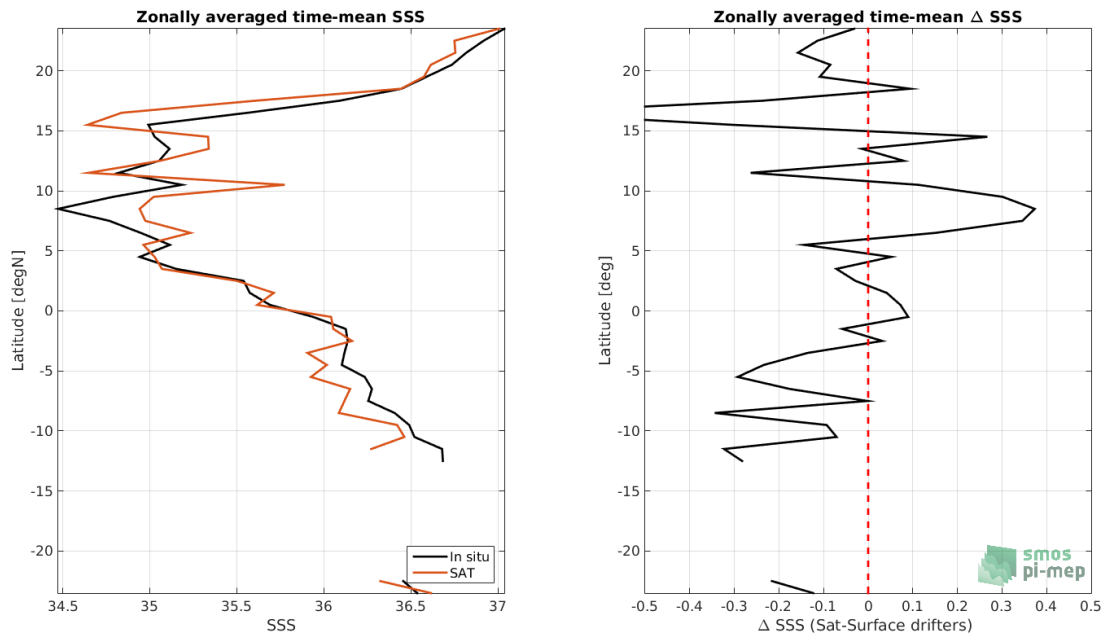 Zonally averaged time-mean SSS
20
15
10
5
0
-5
-10
-15
-20
Latitude [degN]
34.5 35 35.5 36 36.5 37
SSS
In situ
SAT
Zonally averaged time-mean Δ SSS
20
15
10
5
0
-5
-10
-15
-20
Latitude [deg]
-0.5 -0.4 -0.3 -0.2 -0.1 0 0.1 0.2 0.3 0.4 0.5
Δ SSS (Sat-Surface drifters)
smos
pi-mep